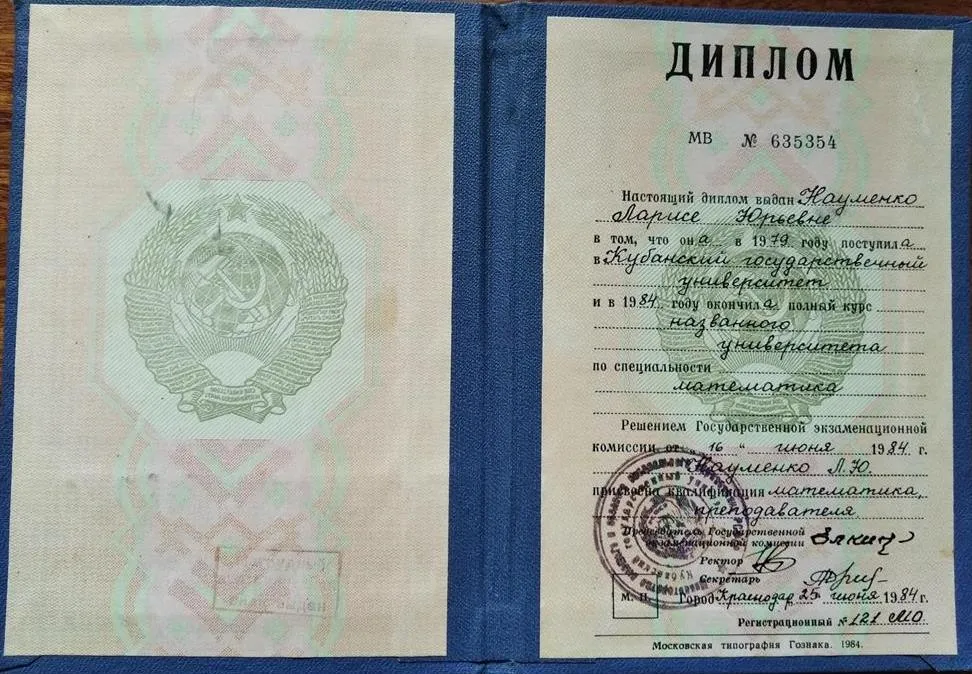 ДИПЛОМ
МВ № 635354
Настоящий диплом выдан Науменко
Ларисе Юрьевне
в том, что она в 1979 году поступила
в Кубанский государственный
университет
и в 1984 году окончила полный курс
названного
университета
по специальности
математика
Решением Государственной экзаменационной
комиссии от " 16 " июня 1984 г.
Науменко Л.Ю.
присвоена квалификация математика,
преподавателя
Председатель Государственной
экзаменационной комиссии
Ректор
Секретарь
М. П. Город Краснодар 25 июня 1984 г.
Регистрационный № 121 МО.
Московская типография Гознака. 1984.